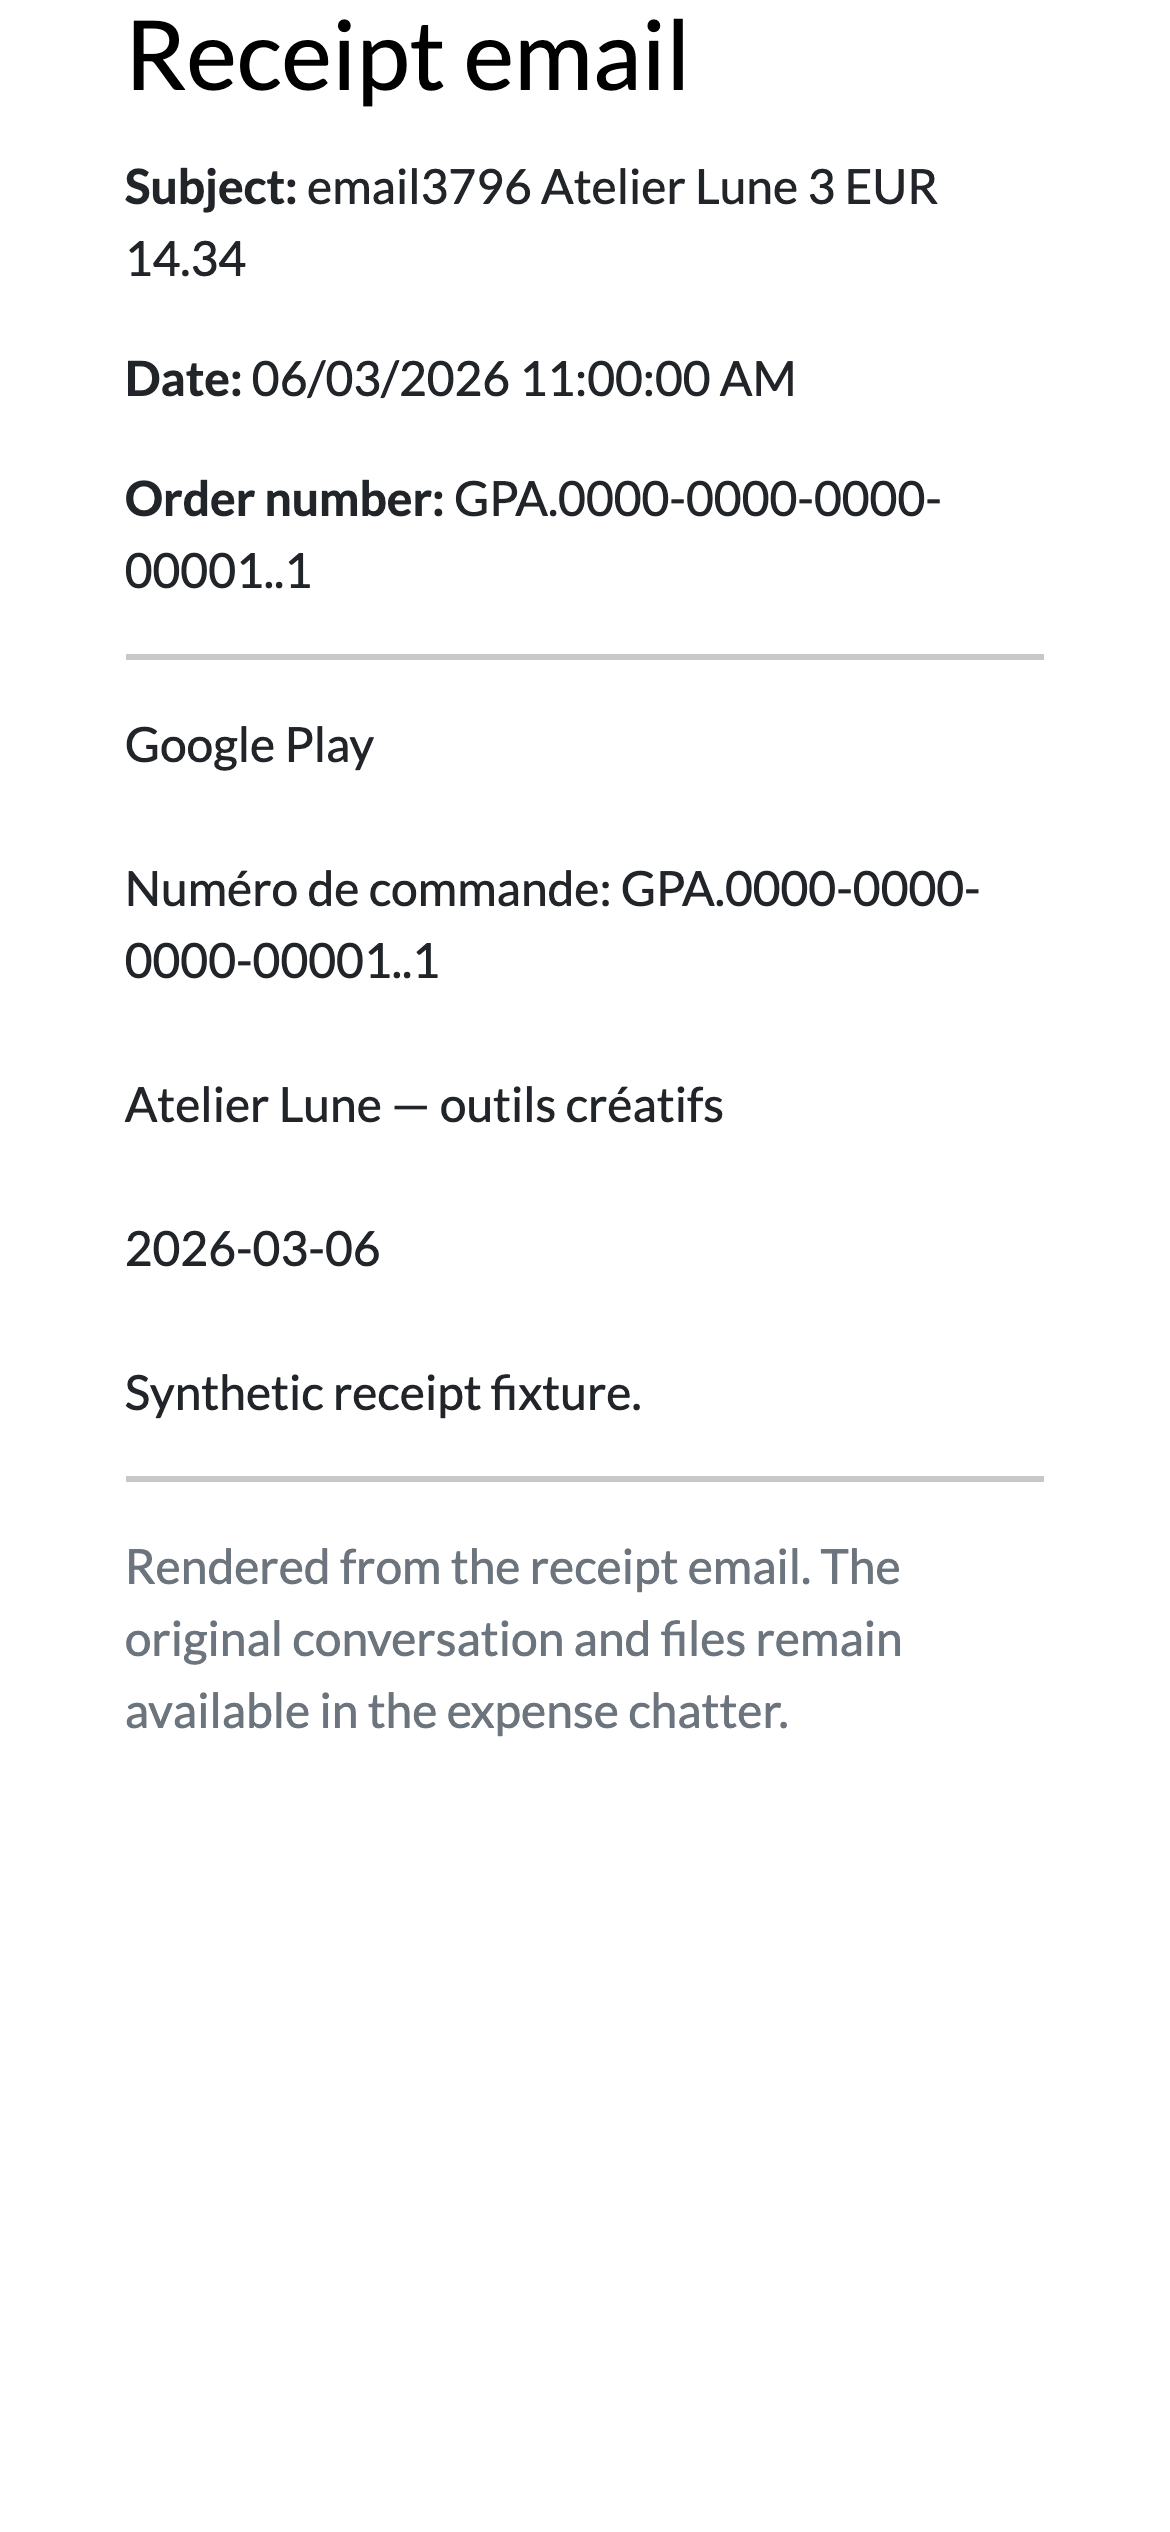 Receipt email
Subject: email3796 Atelier Lune 3 EUR
14.34
Date: 06/03/2026 11:00:00 AM
Order number: GPA.0000-0000-0000-
00001..1
Google Play
Numéro de commande: GPA.0000-0000-
0000-00001..1
Atelier Lune — outils créatifs
2026-03-06
Synthetic receipt fixture.
Rendered from the receipt email. The
original conversation and files remain
available in the expense chatter.